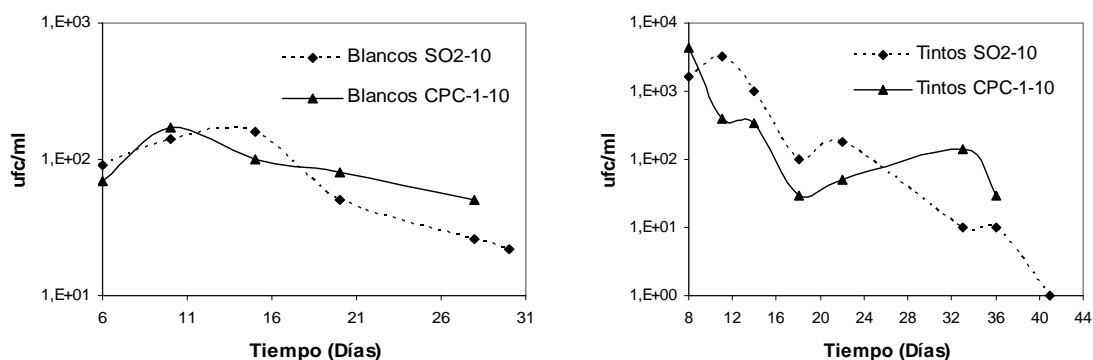 1,E+03
1,E+02
1,E+01
ufc/ml
6 11 16 21 26 31
Tiempo (Días)
Blancos SO2-10
Blancos CPC-1-10
1,E+04
1,E+03
1,E+02
1,E+01
1,E+00
ufc/ml
8 12 16 20 24 28 32 36 40 44
Tiempo (Días)
Tintos SO2-10
Tintos CPC-1-10